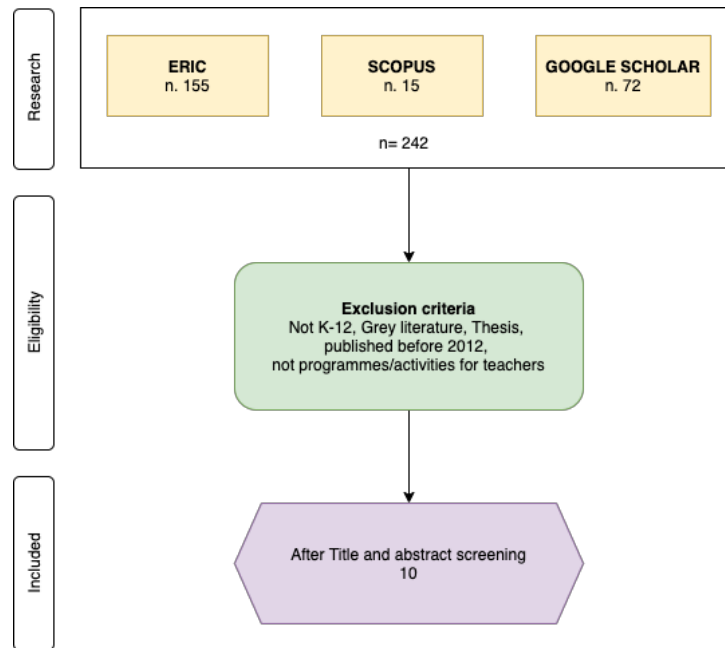 Research
ERIC
n. 155
SCOPUS
n. 15
GOOGLE SCHOLAR
n. 72
n= 242
Eligibility
Exclusion criteria
Not K-12, Grey literature, Thesis,
published before 2012,
not programmes/activities for teachers
Included
After Title and abstract screening
10